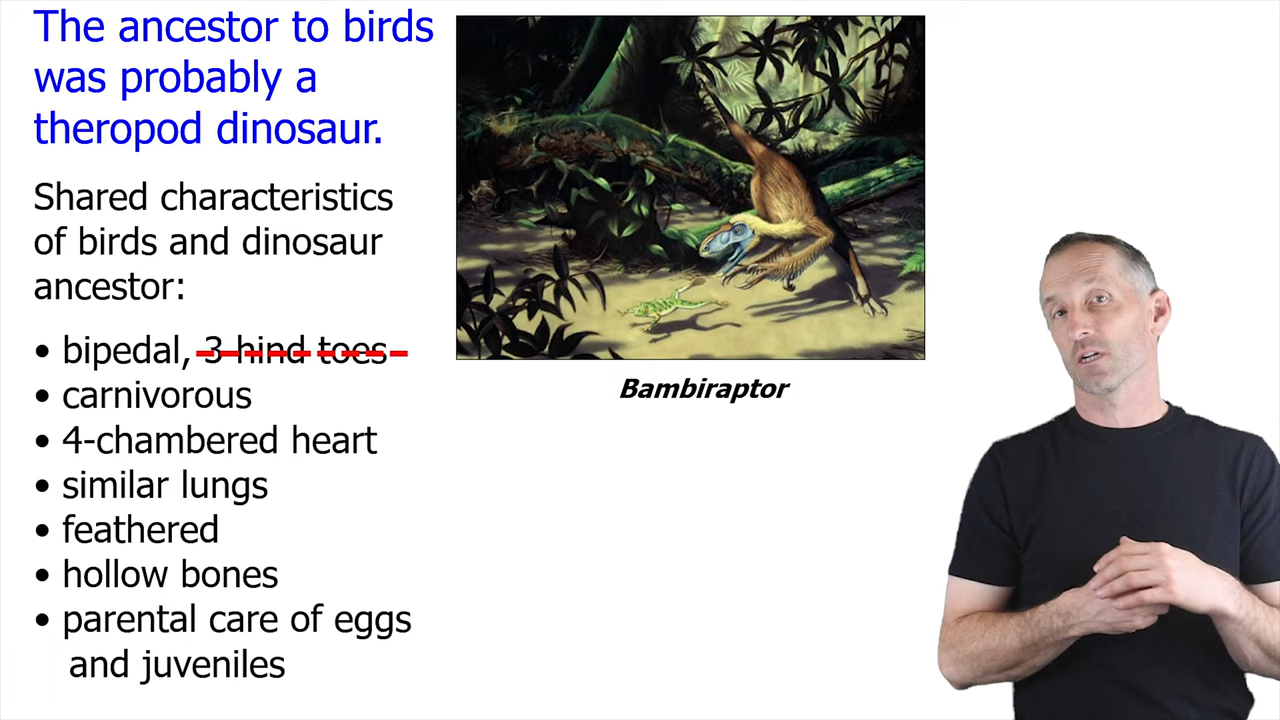 The ancestor to birds
was probably a
theropod dinosaur.
Shared characteristics
of birds and dinosaur
ancestor:
• bipedal, 3 hind toes
• carnivorous
• 4-chambered heart
• similar lungs
• feathered
• hollow bones
• parental care of eggs
and juveniles
Bambiraptor